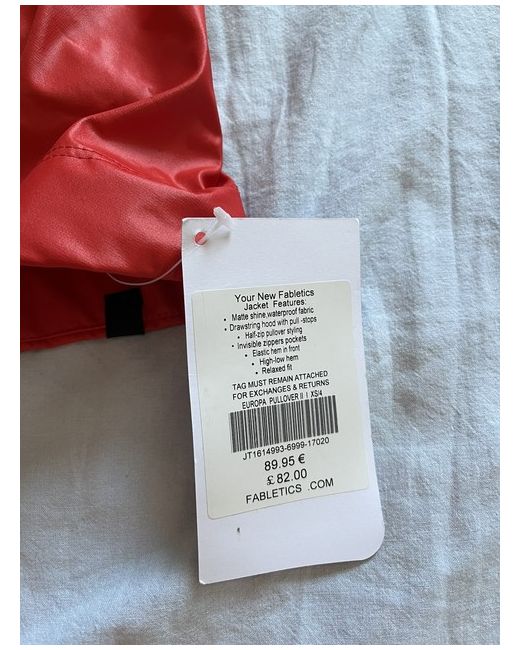 Your New Fabletics
Jacket Features:
• Matte shine,waterproof fabric
• Drawstring hood with pull -stops
• Half-zip pullover styling
• Invisible zippers pockets
• Elastic hem in front
• High-low hem
• Relaxed fit
TAG MUST REMAIN ATTACHED
FOR EXCHANGES & RETURNS
EUROPA PULLOVER II I XS/4
JT1614993-6999-17020
89.95 €
£ 82.00
FABLETICS .COM